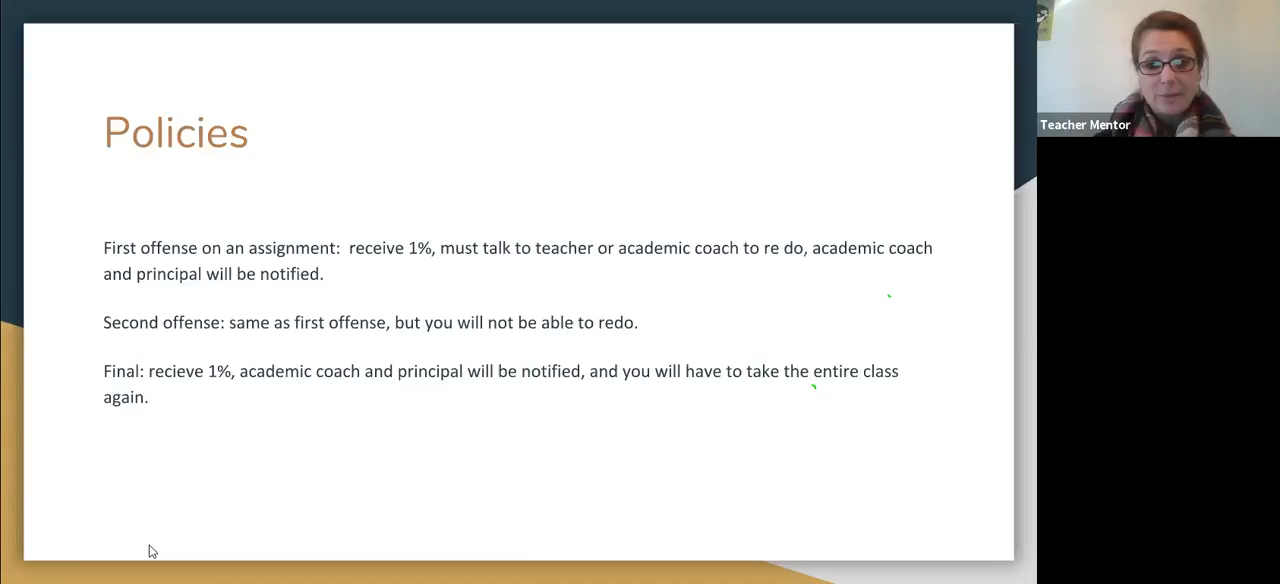 Policies
First offense on an assignment:  receive 1%, must talk to teacher or academic coach to re do, academic coach
and principal will be notified.
Second offense: same as first offense, but you will not be able to redo.
Final: recieve 1%, academic coach and principal will be notified, and you will have to take the entire class
again.
Teacher Mentor